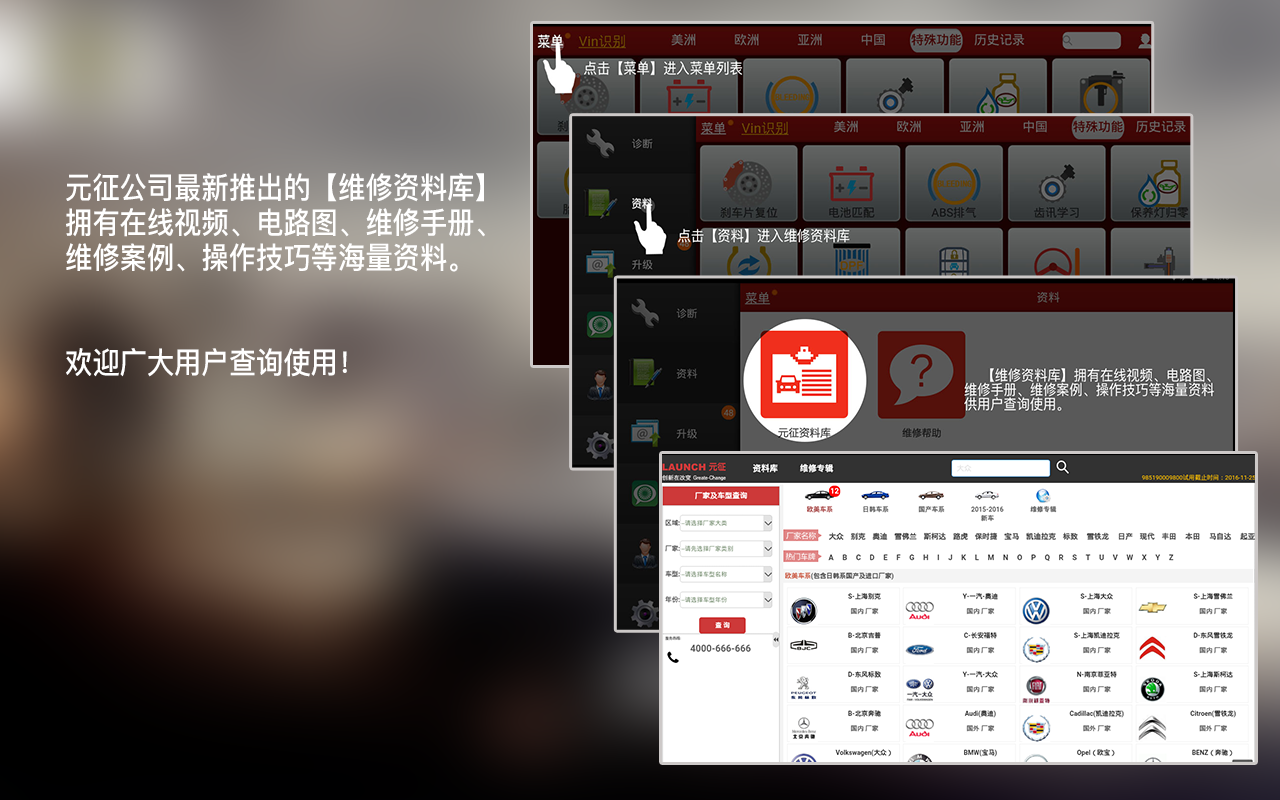 元征公司最新推出的【维修资料库】
拥有在线视频、电路图、维修手册、
维修案例、操作技巧等海量资料。
欢迎广大用户查询使用！
菜单 Vin识别 美洲 欧洲 亚洲 中国 特殊功能 历史记录
点击【菜单】进入菜单列表
诊断
资料
升级
菜单 Vin识别 美洲 欧洲 亚洲 中国 特殊功能 历史记录
刹车片复位 电池匹配 ABS排气 齿讯学习 保养灯归零
点击【资料】进入维修资料库
诊断
资料
48
升级
菜单 资料
元征资料库
维修帮助
【维修资料库】拥有在线视频、电路图、
维修手册、维修案例、操作技巧等海量资料
供用户查询使用。
LAUNCH 元征 资料库 维修专辑 大众
创新在改变 Create-Change
985190009800试用截止时间：2016-11-25
厂家及车型查询
区域: --请选择厂家大类
厂家: --请先选择厂家类别
车型: --请选择车型名称
年份: --请选择车型年份
查 询
4000-666-666
12
欧美车系 日韩车系 国产车系 2015-2016 维修专辑
新车
厂家名称 大众 别克 奥迪 雪佛兰 斯柯达 路虎 保时捷 宝马 凯迪拉克 标致 雪铁龙 日产 现代 丰田 本田 马自达 起亚
热门车牌 A B C D E F G H I J K L M N O P Q R S T U V W X Y Z
欧美车系(包含日韩系国产及进口厂家)
S-上海别克 Y-一汽-奥迪 S-上海大众 S-上海雪佛兰
国内厂家 国内厂家 国内厂家 国内厂家
B-北京吉普 C-长安福特 S-上海凯迪拉克 D-东风雪铁龙
国内厂家 国内厂家 国内厂家 国内厂家
D-东风标致 Y-一汽-大众 N-南京菲亚特 S-上海斯柯达
国内厂家 国内厂家 国内厂家 国内厂家
B-北京奔驰 Audi(奥迪) Cadillac(凯迪拉克) Citroen(雪铁龙)
国内厂家 国外厂家 国外厂家 国外厂家
Volkswagen(大众) BMW(宝马) Opel（欧宝） BENZ（奔驰）